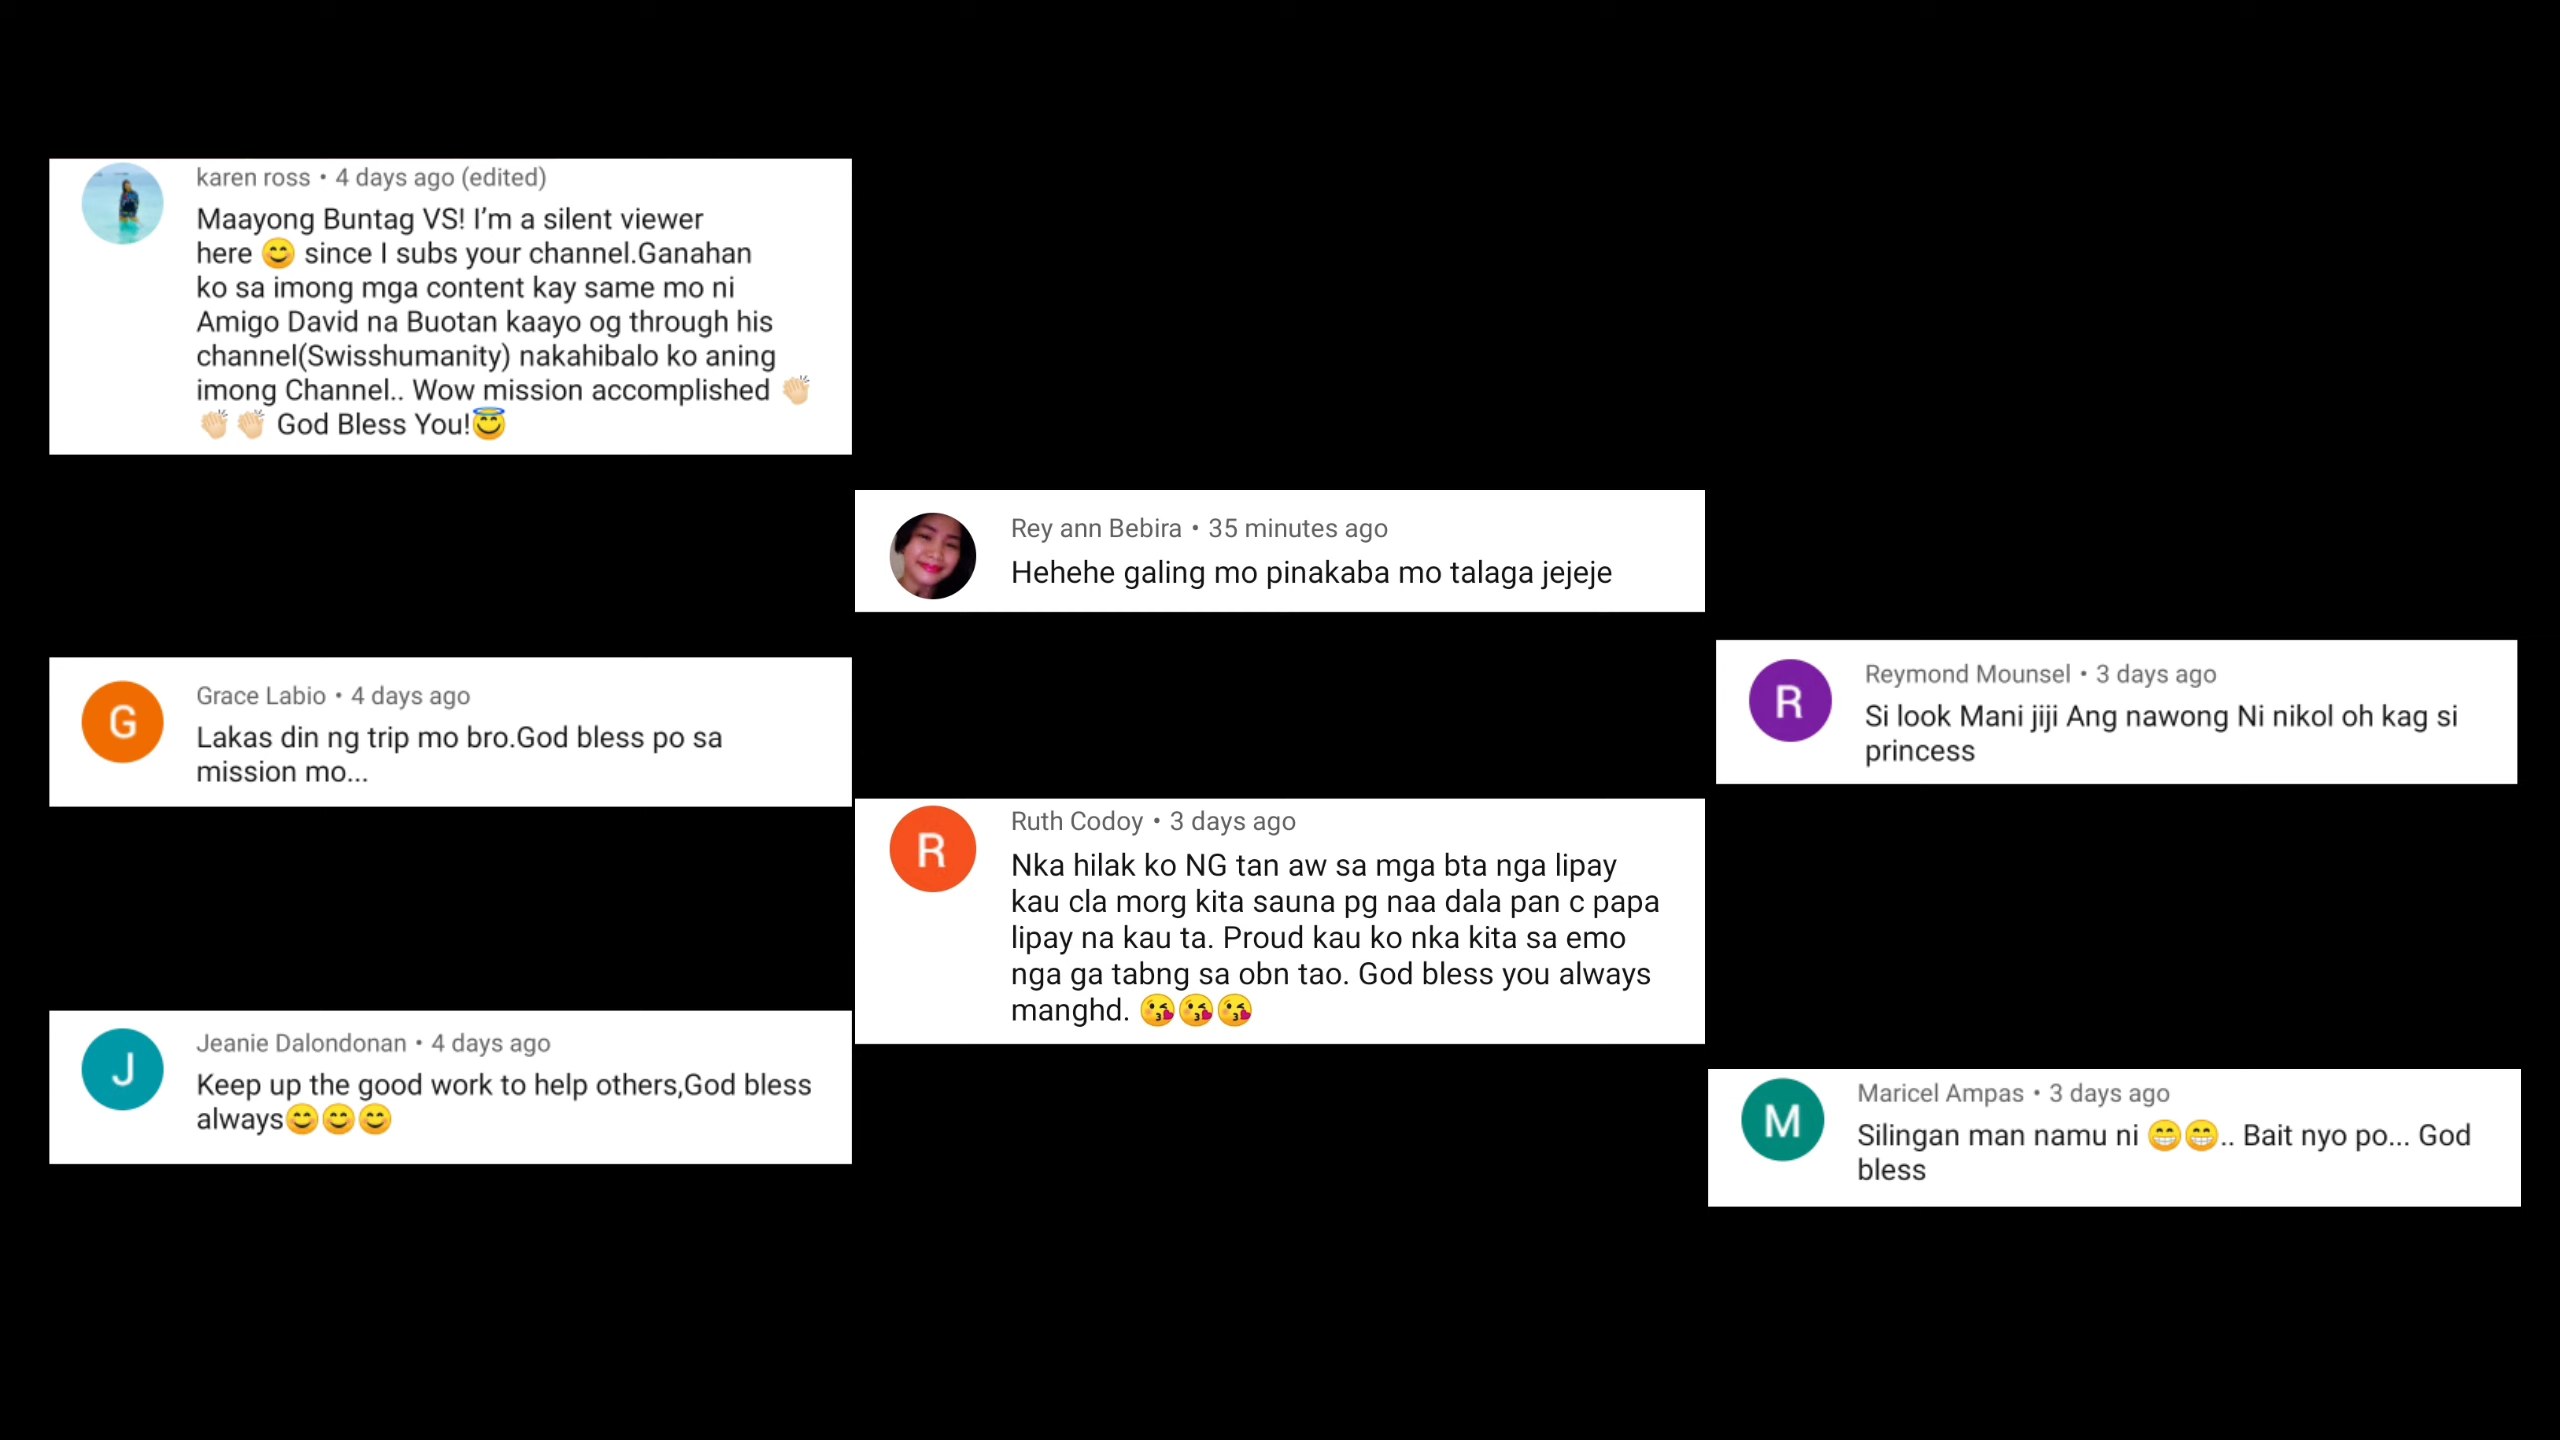 karen ross • 4 days ago (edited)
Maayong Buntag VS! I’m a silent viewer
here 😊 since I subs your channel.Ganahan
ko sa imong mga content kay same mo ni
Amigo David na Buotan kaayo og through his
channel(Swisshumanity) nakahibalo ko aning
imong Channel.. Wow mission accomplished 👏🏻
👏🏻 👏🏻 God Bless You!😇
Rey ann Bebira • 35 minutes ago
Hehehe galing mo pinakaba mo talaga jejeje
G
Grace Labio • 4 days ago
Lakas din ng trip mo bro.God bless po sa
mission mo...
R
Reymond Mounsel • 3 days ago
Si look Mani jiji Ang nawong Ni nikol oh kag si
princess
R
Ruth Codoy • 3 days ago
Nka hilak ko NG tan aw sa mga bta nga lipay
kau cla morg kita sauna pg naa dala pan c papa
lipay na kau ta. Proud kau ko nka kita sa emo
nga ga tabng sa obn tao. God bless you always
manghd. 😘😘😘
J
Jeanie Dalondonan • 4 days ago
Keep up the good work to help others,God bless
always😊😊😊
M
Maricel Ampas • 3 days ago
Silingan man namu ni 😁😁.. Bait nyo po... God
bless